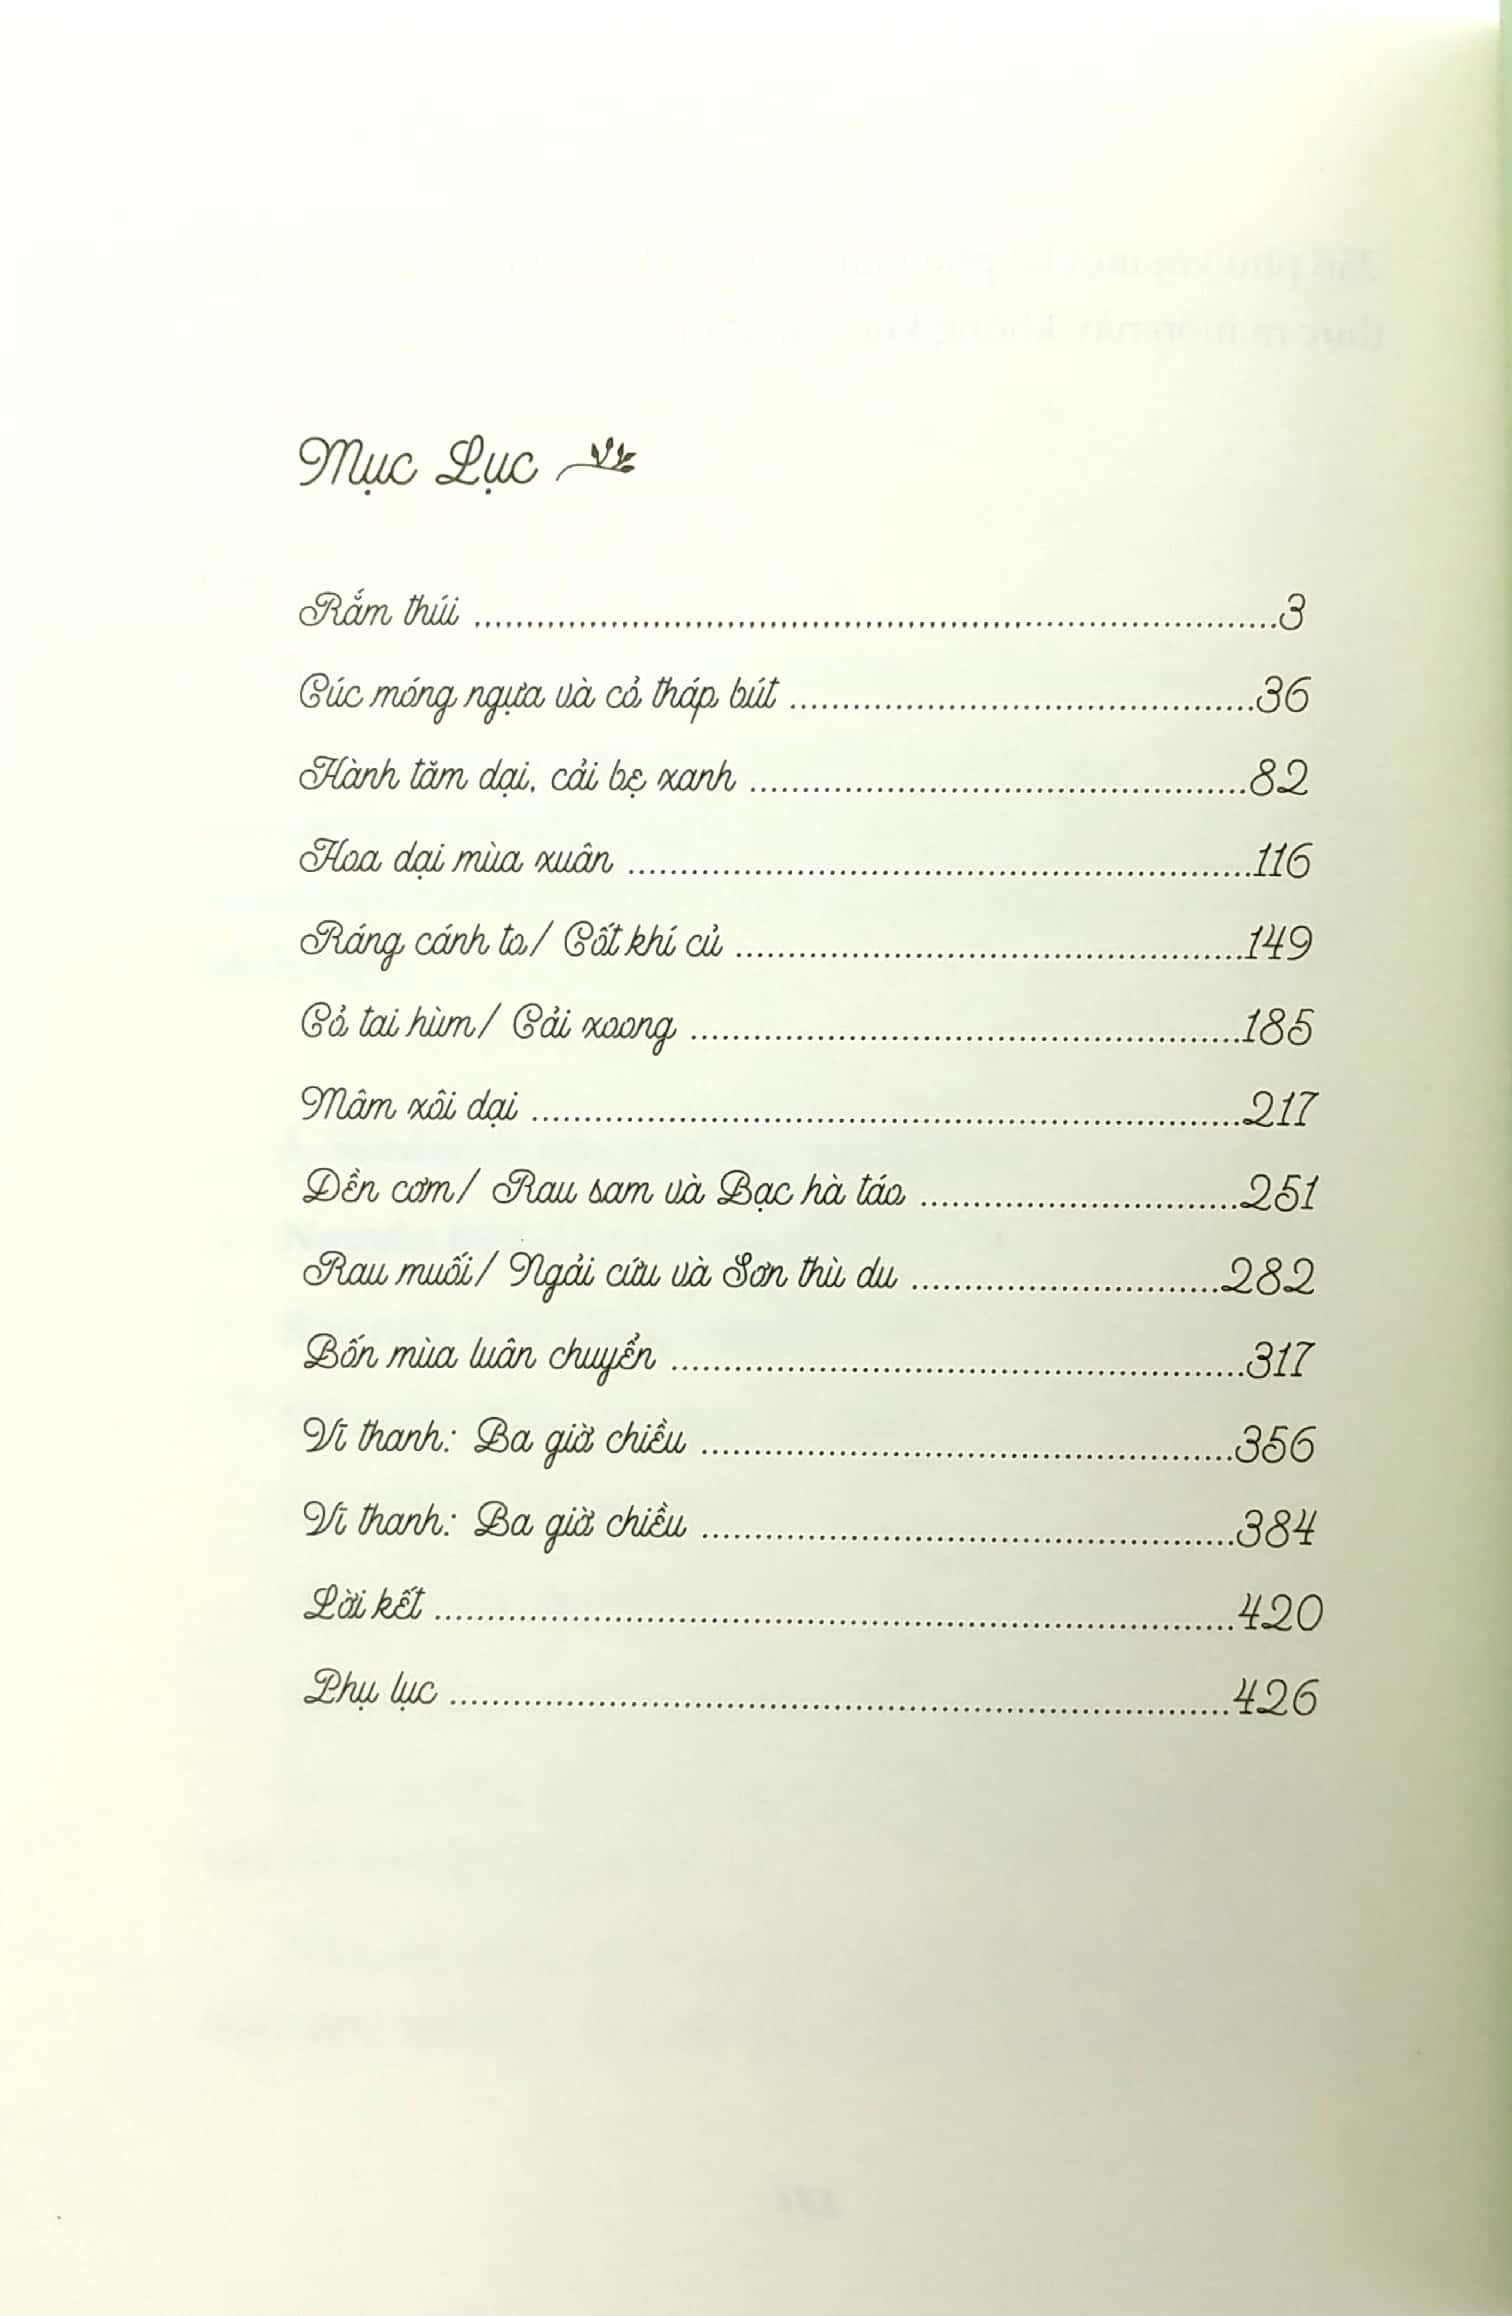 Mục Lục
Rắm thúi ........................................ 3
Cúc móng ngựa và cỏ tháp bút ........................................ 36
Hành tăm dại, cải bẹ xanh ........................................ 82
Hoa dại mùa xuân ........................................ 116
Ráng cánh to/ Cốt khí củ ........................................ 149
Cỏ tai hùm/ Cải xoong ........................................ 185
Mâm xôi dại ........................................ 217
Dền cơm/ Rau sam và Bạc hà táo ........................................ 251
Rau muối/ Ngải cứu và Sơn thù du ........................................ 282
Bốn mùa luân chuyển ........................................ 317
Vĩ thanh: Ba giờ chiều ........................................ 356
Vĩ thanh: Ba giờ chiều ........................................ 384
Lời kết ........................................ 420
Phụ lục ........................................ 426